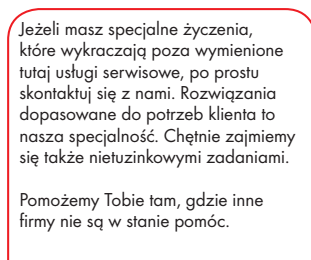 Jeżeli masz specjalne życzenia,
które wykraczają poza wymienione
tutaj usługi serwisowe, po prostu
skontaktuj się z nami. Rozwiązania
dopasowane do potrzeb klienta to
nasza specjalność. Chętnie zajmiemy
się także nietuzinkowymi zadaniami.

Pomożemy Tobie tam, gdzie inne
firmy nie są w stanie pomóc.